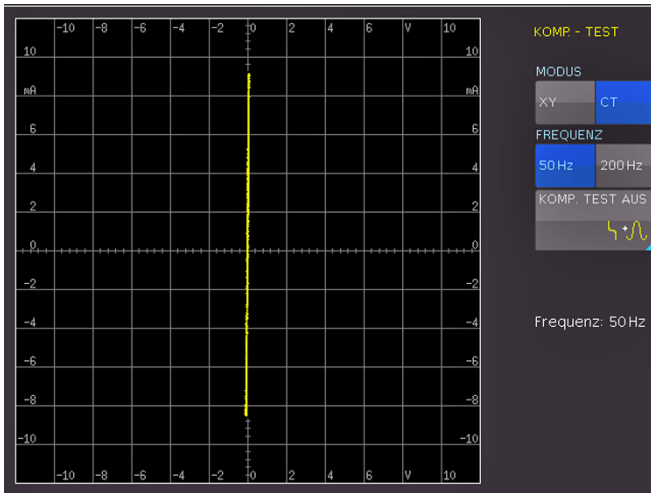 -10 -8 -6 -4 -2 0 2 4 6 V 10
KOMP. - TEST
10 10
MODUS
mA mA
XY CT
6 6
FREQUENZ
4 4
50 Hz 200 Hz
2 2
KOMP. TEST AUS
0 0
-2 -2
-4 -4
Frequenz: 50 Hz
-6 -6
-8 -8
-10 -10
-10 -8 -6 -4 -2 0 2 4 6 V 10